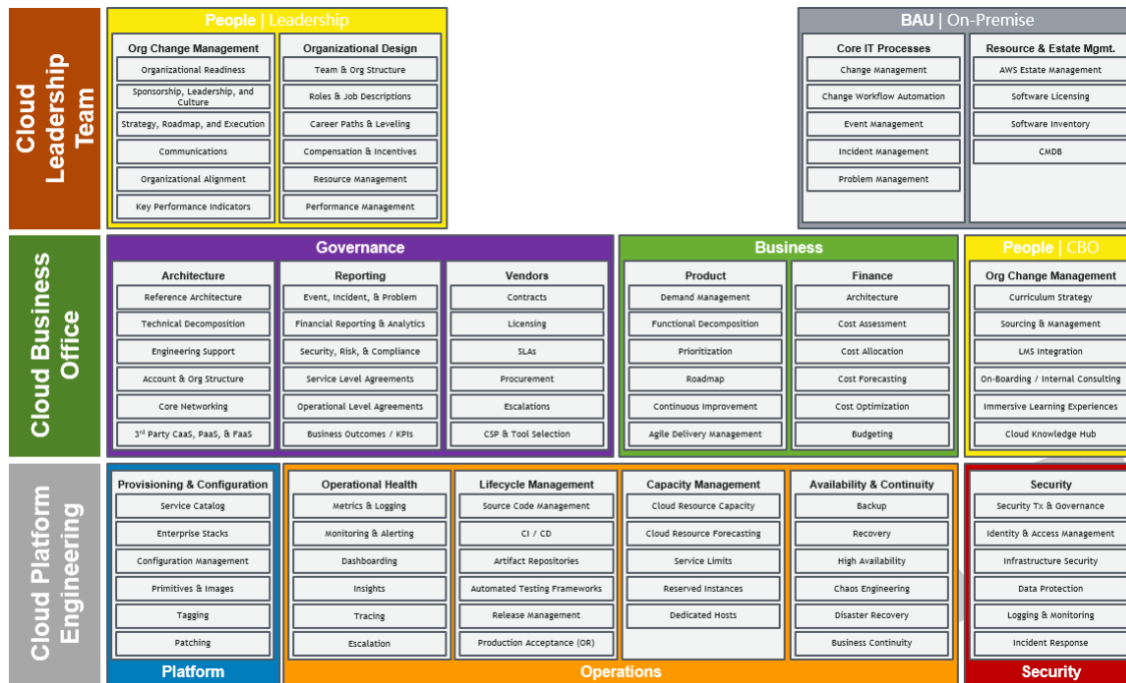 Cloud
Leadership
Team
People | Leadership
Org Change Management
Organizational Readiness
Sponsorship, Leadership, and
Culture
Strategy, Roadmap, and Execution
Communications
Organizational Alignment
Key Performance Indicators
Organizational Design
Team & Org Structure
Roles & Job Descriptions
Career Paths & Leveling
Compensation & Incentives
Resource Management
Performance Management
BAU | On-Premise
Core IT Processes
Change Management
Change Workflow Automation
Event Management
Incident Management
Problem Management
Resource & Estate Mgmt.
AWS Estate Management
Software Licensing
Software Inventory
CMDB
Cloud Business
Office
Governance
Architecture
Reference Architecture
Technical Decomposition
Engineering Support
Account & Org Structure
Core Networking
3rd Party CaaS, PaaS, & FaaS
Reporting
Event, Incident, & Problem
Financial Reporting & Analytics
Security, Risk, & Compliance
Service Level Agreements
Operational Level Agreements
Business Outcomes / KPIs
Vendors
Contracts
Licensing
SLAs
Procurement
Escalations
CSP & Tool Selection
Business
Product
Demand Management
Functional Decomposition
Prioritization
Roadmap
Continuous Improvement
Agile Delivery Management
Finance
Architecture
Cost Assessment
Cost Allocation
Cost Forecasting
Cost Optimization
Budgeting
People | CBO
Org Change Management
Curriculum Strategy
Sourcing & Management
LMS Integration
On-Boarding / Internal Consulting
Immersive Learning Experiences
Cloud Knowledge Hub
Cloud Platform
Engineering
Provisioning & Configuration
Service Catalog
Enterprise Stacks
Configuration Management
Primitives & Images
Tagging
Patching
Platform
Operational Health
Metrics & Logging
Monitoring & Alerting
Dashboarding
Insights
Tracing
Escalation
Lifecycle Management
Source Code Management
CI / CD
Artifact Repositories
Automated Testing Frameworks
Release Management
Production Acceptance (OR)
Capacity Management
Cloud Resource Capacity
Cloud Resource Forecasting
Service Limits
Reserved Instances
Dedicated Hosts
Availability & Continuity
Backup
Recovery
High Availability
Chaos Engineering
Disaster Recovery
Business Continuity
Operations
Security
Security Tx & Governance
Identity & Access Management
Infrastructure Security
Data Protection
Logging & Monitoring
Incident Response
Security